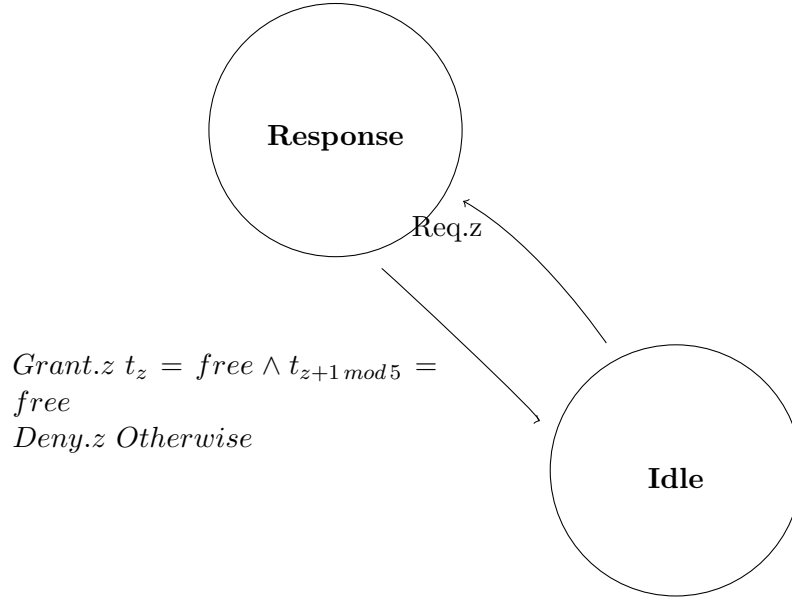 Response
Req.z
Grant.z t_z = free ∧ t_{z+1 mod 5} =
free
Deny.z Otherwise
Idle